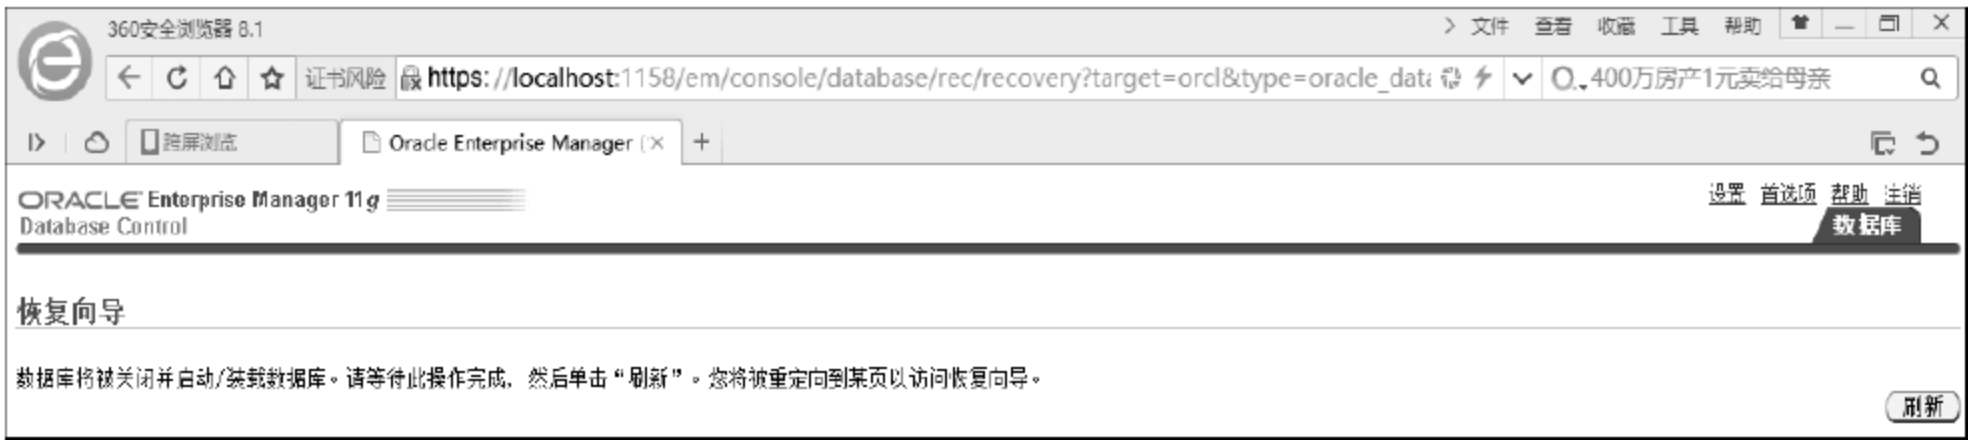 360安全浏览器 8.1
文件 查看 收藏 工具 帮助
证书风险 https://localhost:1158/em/console/database/rec/recovery?target=orcl&type=oracle_data 400万房产1元卖给母亲
跨屏浏览 Oracle Enterprise Manager (
ORACLE Enterprise Manager 11g
Database Control
设置 首选项 帮助 注销
数据库
恢复向导
数据库将被关闭并启动/装载数据库。请等待此操作完成, 然后单击“刷新”。您将被重定向到某页以访问恢复向导。
刷新